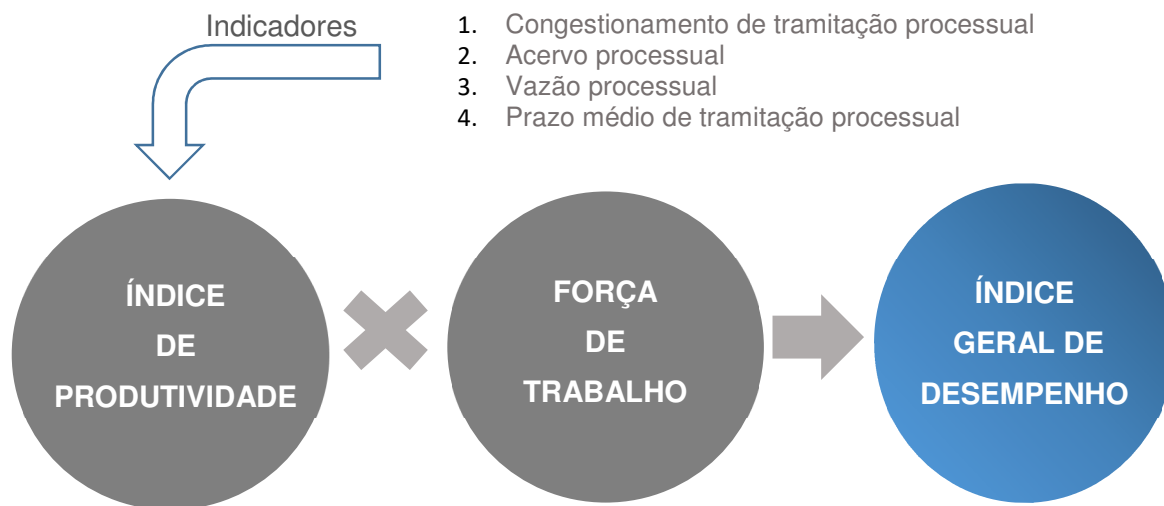 Indicadores
1. Congestionamento de tramitação processual
2. Acervo processual
3. Vazão processual
4. Prazo médio de tramitação processual
ÍNDICE
DE
PRODUTIVIDADE
FORÇA
DE
TRABALHO
ÍNDICE
GERAL DE
DESEMPENHO